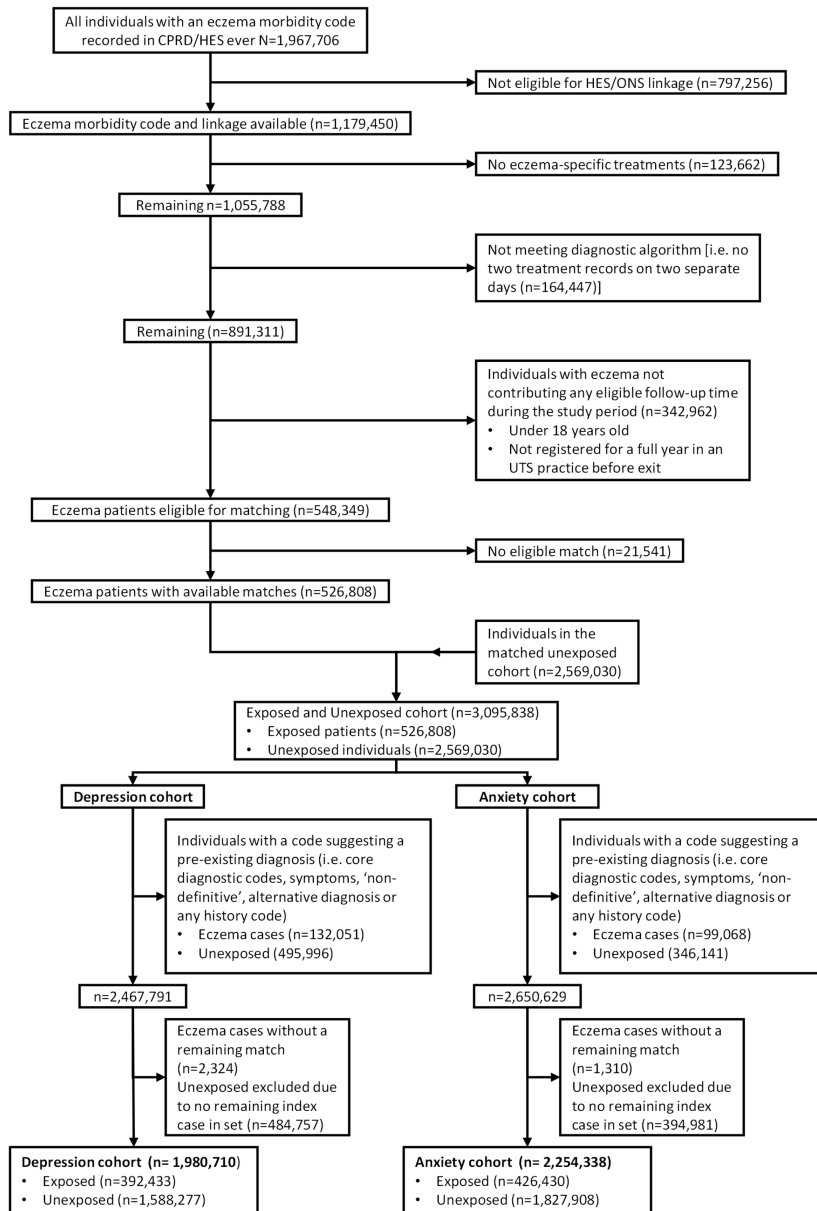 All individuals with an eczema morbidity code
recorded in CPRD/HES ever N=1,967,706
Not eligible for HES/ONS linkage (n=797,256)
Eczema morbidity code and linkage available (n=1,179,450)
No eczema-specific treatments (n=123,662)
Remaining n=1,055,788
Not meeting diagnostic algorithm [i.e. no
two treatment records on two separate
days (n=164,447)]
Remaining (n=891,311)
Individuals with eczema not
contributing any eligible follow-up time
during the study period (n=342,962)
• Under 18 years old
• Not registered for a full year in an
UTS practice before exit
Eczema patients eligible for matching (n=548,349)
No eligible match (n=21,541)
Eczema patients with available matches (n=526,808)
Individuals in the
matched unexposed
cohort (n=2,569,030)
Exposed and Unexposed cohort (n=3,095,838)
• Exposed patients (n=526,808)
• Unexposed individuals (n=2,569,030)
Depression cohort
Anxiety cohort
Individuals with a code suggesting a
pre-existing diagnosis (i.e. core
diagnostic codes, symptoms, ‘non-
definitive’, alternative diagnosis or
any history code)
• Eczema cases (n=132,051)
• Unexposed (495,996)
Individuals with a code suggesting a
pre-existing diagnosis (i.e. core
diagnostic codes, symptoms, ‘non-
definitive’, alternative diagnosis or
any history code)
• Eczema cases (n=99,068)
• Unexposed (346,141)
n=2,467,791
n=2,650,629
Eczema cases without a
remaining match
(n=2,324)
Unexposed excluded due
to no remaining index
case in set (n=484,757)
Eczema cases without a
remaining match
(n=1,310)
Unexposed excluded due
to no remaining index
case in set (n=394,981)
Depression cohort (n= 1,980,710)
• Exposed (n=392,433)
• Unexposed (n=1,588,277)
Anxiety cohort (n= 2,254,338)
• Exposed (n=426,430)
• Unexposed (n=1,827,908)